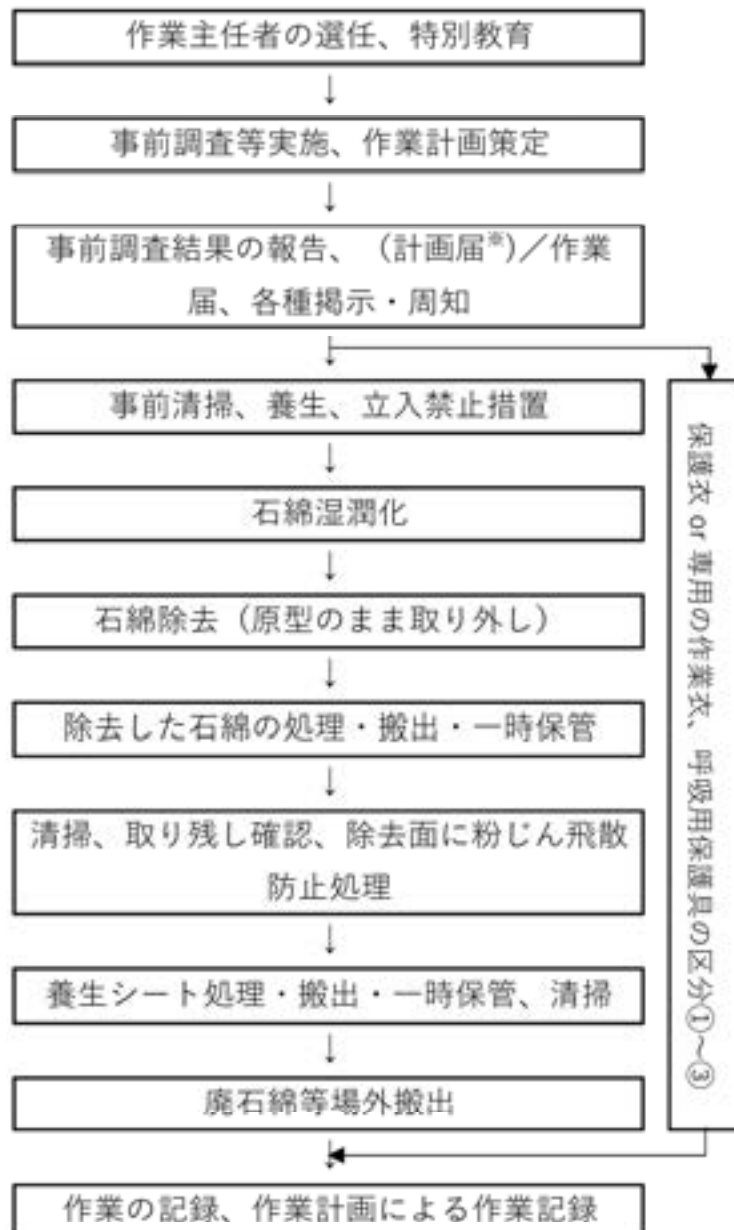 作業主任者の選任、特別教育
↓
事前調査等実施、作業計画策定
↓
事前調査結果の報告、（計画届※）／作業
届、各種掲示・周知
↓
事前清掃、養生、立入禁止措置
↓
石綿湿潤化
↓
石綿除去（原型のまま取り外し）
↓
除去した石綿の処理・搬出・一時保管
↓
清掃、取り残し確認、除去面に粉じん飛散
防止処理
↓
養生シート処理・搬出・一時保管、清掃
↓
廃石綿等場外搬出
↓
作業の記録、作業計画による作業記録
保護衣 or 専用の作業衣、呼吸用保護具の区分①～③